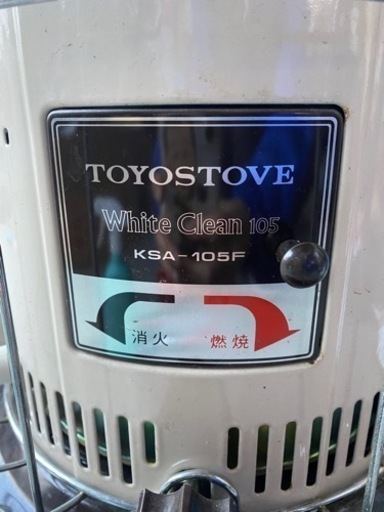 TOYOSTOVE
White Clean 105
KSA-105F
消火 燃焼